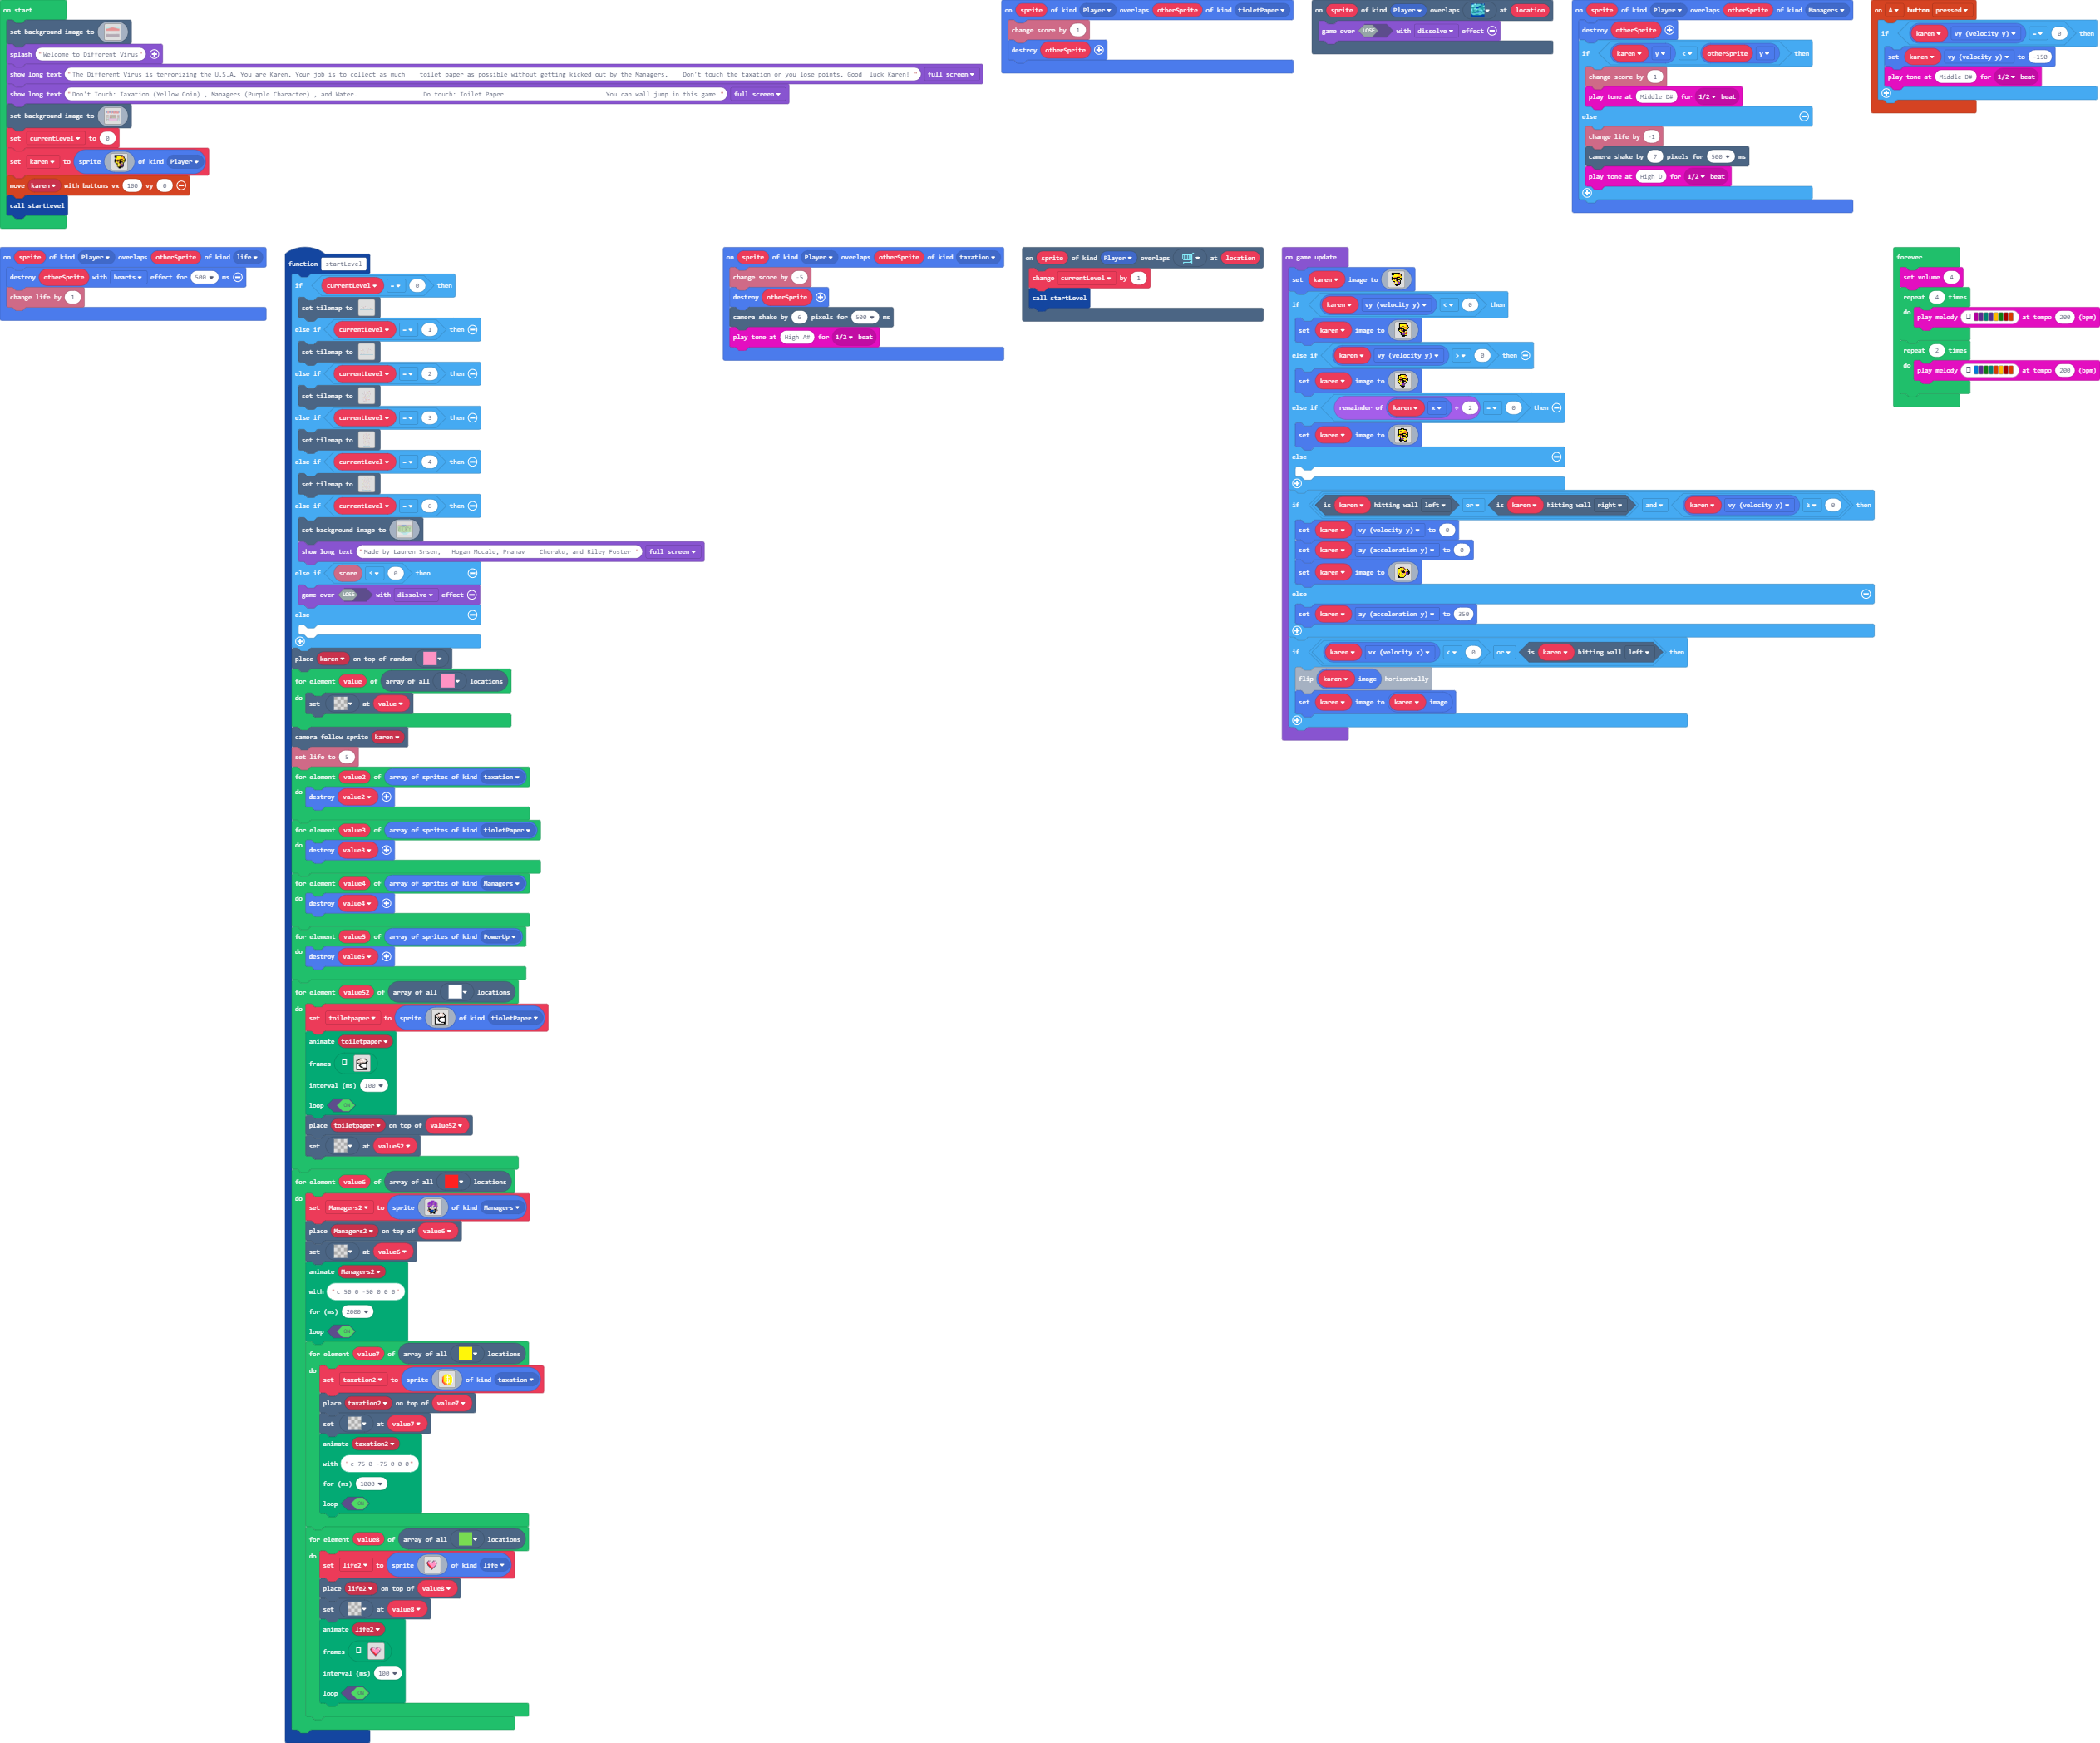 on start
set background image to
splash "Welcome to Different Virus"
show long text "The Different Virus is terrorizing the U.S.A. You are Karen. Your job is to collect as much toilet paper as possible without getting kicked out by the Managers. Don't touch the taxation or you lose points. Good luck Karen! " full screen
show long text "Don't Touch: Taxation (Yellow Coin) , Managers (Purple Character) , and Water. Do touch: Toilet Paper You can wall jump in this game " full screen
set background image to
set currentLevel to 0
set karen to sprite of kind Player
move karen with buttons vx 100 vy 0
call startLevel
on sprite of kind Player overlaps otherSprite of kind tioletPaper
change score by 1
destroy otherSprite
on sprite of kind Player overlaps at location
game over LOSE with dissolve effect
on sprite of kind Player overlaps otherSprite of kind Managers
destroy otherSprite
if karen y < otherSprite y then
change score by 1
play tone at Middle D# for 1/2 beat
else
change life by -1
camera shake by 7 pixels for 500 ms
play tone at High D for 1/2 beat
on A button pressed
if karen vy (velocity y) = 0 then
set karen vy (velocity y) to -150
play tone at Middle D# for 1/2 beat
on sprite of kind Player overlaps otherSprite of kind life
destroy otherSprite with hearts effect for 500 ms
change life by 1
function startLevel
if currentLevel = 0 then
set tilemap to
else if currentLevel = 1 then
set tilemap to
else if currentLevel = 2 then
set tilemap to
else if currentLevel = 3 then
set tilemap to
else if currentLevel = 4 then
set tilemap to
else if currentLevel = 6 then
set background image to
show long text "Made by Lauren Srsen, Hogan Mccale, Pranav Cheraku, and Riley Foster " full screen
else if score ≤ 0 then
game over LOSE with dissolve effect
else
place karen on top of random
for element value of array of all locations
do
set at value
camera follow sprite karen
set life to 5
for element value2 of array of sprites of kind taxation
do destroy value2
for element value3 of array of sprites of kind tioletPaper
do destroy value3
for element value4 of array of sprites of kind Managers
do destroy value4
for element value5 of array of sprites of kind PowerUp
do destroy value5
for element value52 of array of all locations
do
set toiletpaper to sprite of kind tioletPaper
animate toiletpaper
frames
interval (ms) 100
loop ON
place toiletpaper on top of value52
set at value52
for element value6 of array of all locations
do
set Managers2 to sprite of kind Managers
place Managers2 on top of value6
set at value6
animate Managers2
with "c 50 0 -50 0 0 0"
for (ms) 2000
loop ON
for element value7 of array of all locations
do
set taxation2 to sprite of kind taxation
place taxation2 on top of value7
set at value7
animate taxation2
with "c 75 0 -75 0 0 0"
for (ms) 1000
loop ON
for element value8 of array of all locations
do
set life2 to sprite of kind life
place life2 on top of value8
set at value8
animate life2
frames
interval (ms) 100
loop ON
on sprite of kind Player overlaps otherSprite of kind taxation
change score by -5
destroy otherSprite
camera shake by 6 pixels for 500 ms
play tone at High A# for 1/2 beat
on sprite of kind Player overlaps at location
change currentLevel by 1
call startLevel
on game update
set karen image to
if karen vy (velocity y) < 0 then
set karen image to
else if karen vy (velocity y) > 0 then
set karen image to
else if remainder of karen x ÷ 2 = 0 then
set karen image to
else
if is karen hitting wall left or is karen hitting wall right and karen vy (velocity y) ≥ 0 then
set karen vy (velocity y) to 0
set karen ay (acceleration y) to 0
set karen image to
else
set karen ay (acceleration y) to 350
if karen vx (velocity x) < 0 or is karen hitting wall left then
flip karen image horizontally
set karen image to karen image
forever
set volume 4
repeat 4 times
do play melody at tempo 200 (bpm)
repeat 2 times
do play melody at tempo 200 (bpm)